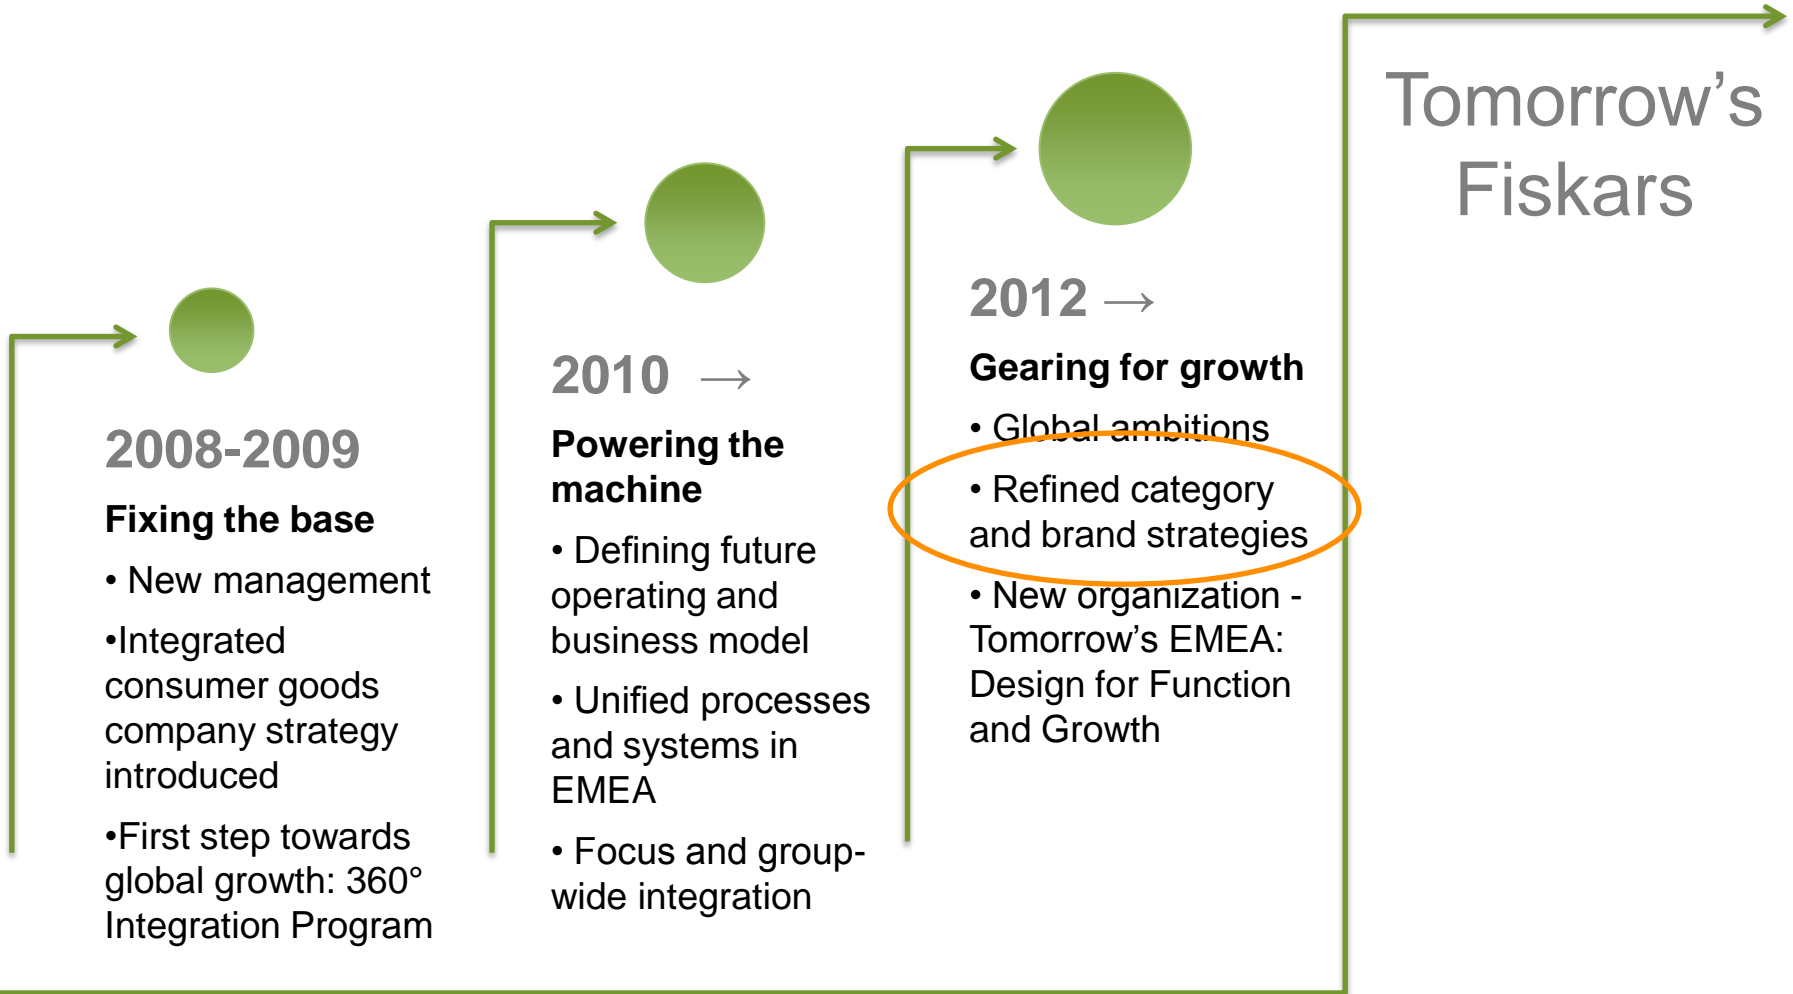 2008-2009
Fixing the base
• New management
•Integrated
consumer goods
company strategy
introduced
•First step towards
global growth: 360°
Integration Program
2010 →
Powering the
machine
• Defining future
operating and
business model
• Unified processes
and systems in
EMEA
• Focus and group-
wide integration
2012 →
Gearing for growth
• Global ambitions
• Refined category
and brand strategies
• New organization -
Tomorrow’s EMEA:
Design for Function
and Growth
Tomorrow’s
Fiskars